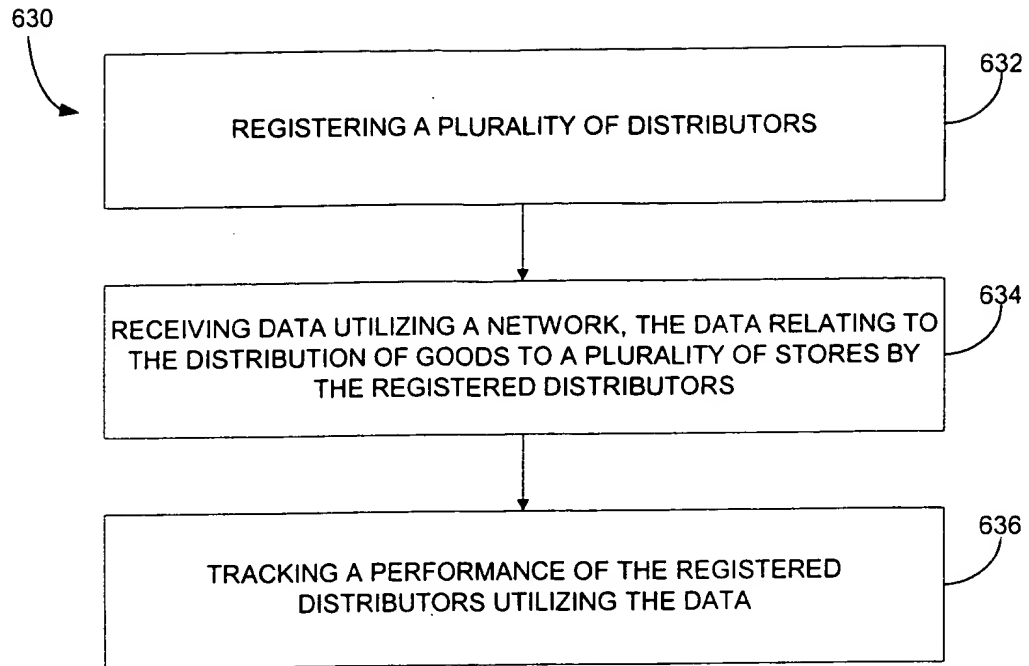 630
632
REGISTERING A PLURALITY OF DISTRIBUTORS
634
RECEIVING DATA UTILIZING A NETWORK, THE DATA RELATING TO
THE DISTRIBUTION OF GOODS TO A PLURALITY OF STORES BY
THE REGISTERED DISTRIBUTORS
636
TRACKING A PERFORMANCE OF THE REGISTERED
DISTRIBUTORS UTILIZING THE DATA